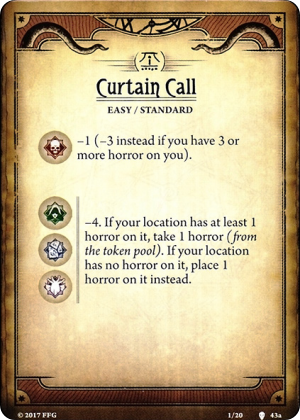 Curtain Call
EASY / STANDARD
–1 (–3 instead if you have 3 or
more horror on you).
–4. If your location has at least 1
horror on it, take 1 horror (from
the token pool). If your location
has no horror on it, place 1
horror on it instead.
© 2017 FFG
1/20
43a